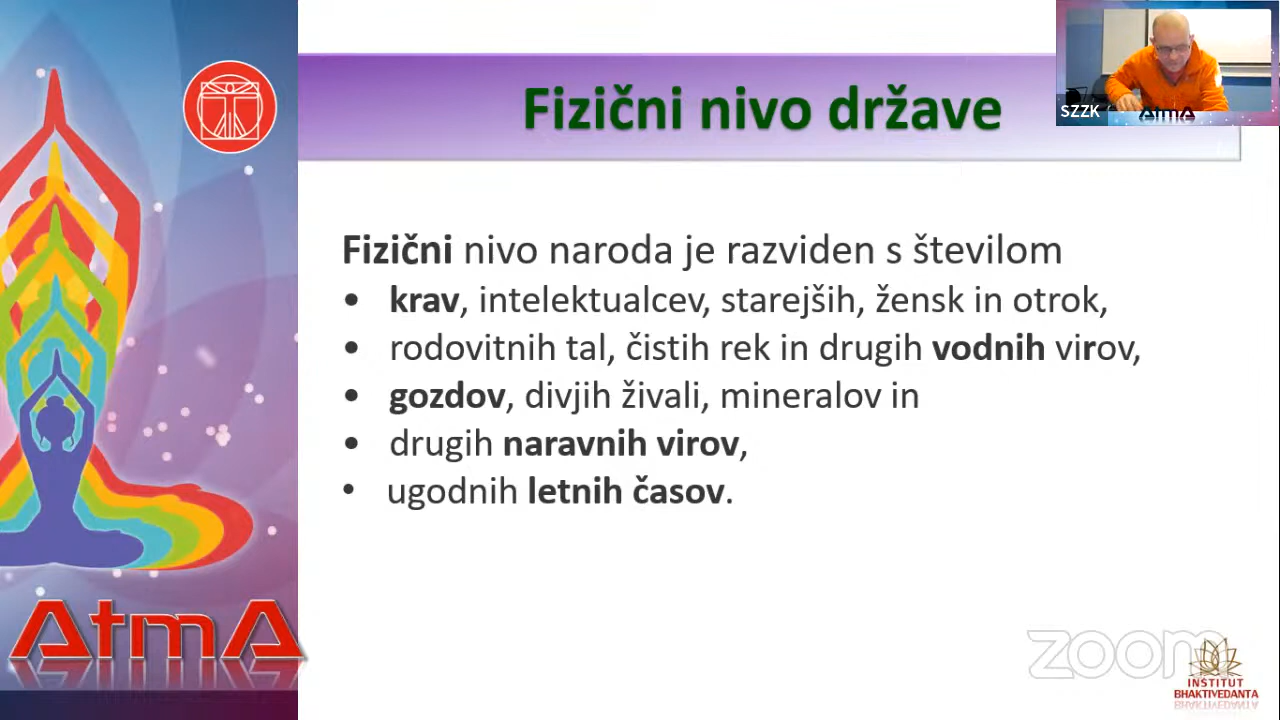 Fizični nivo države
SZZK
AtmA
Fizični nivo naroda je razviden s številom
• krav, intelektualcev, starejših, žensk in otrok,
• rodovitnih tal, čistih rek in drugih vodnih virov,
• gozdov, divjih živali, mineralov in
• drugih naravnih virov,
• ugodnih letnih časov.
AtmA
zoom
INSTITUT
BHAKTIVEDANTA